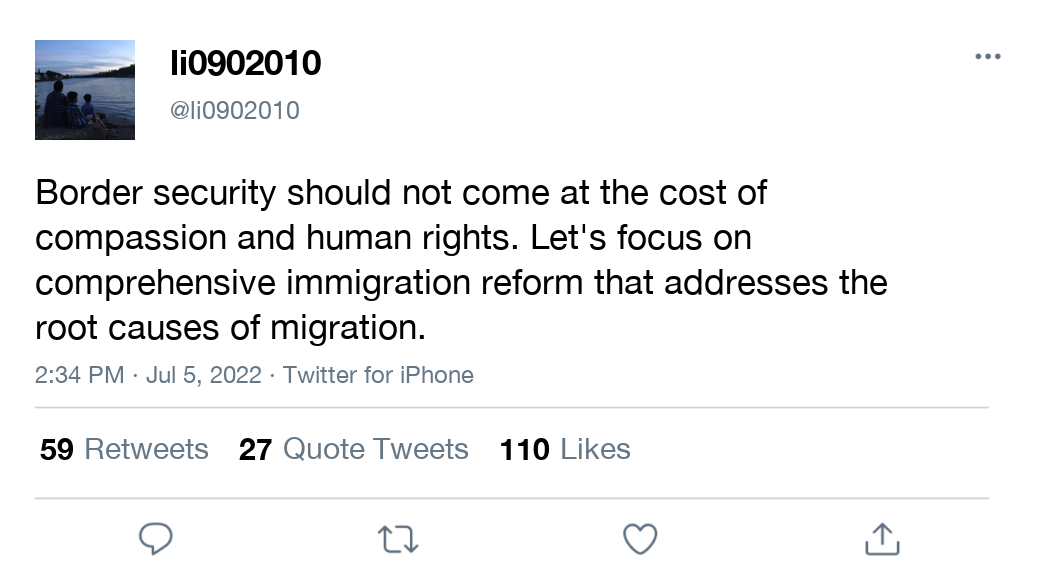 li0902010
@li0902010
Border security should not come at the cost of
compassion and human rights. Let's focus on
comprehensive immigration reform that addresses the
root causes of migration.
2:34 PM · Jul 5, 2022 · Twitter for iPhone
59 Retweets 27 Quote Tweets 110 Likes